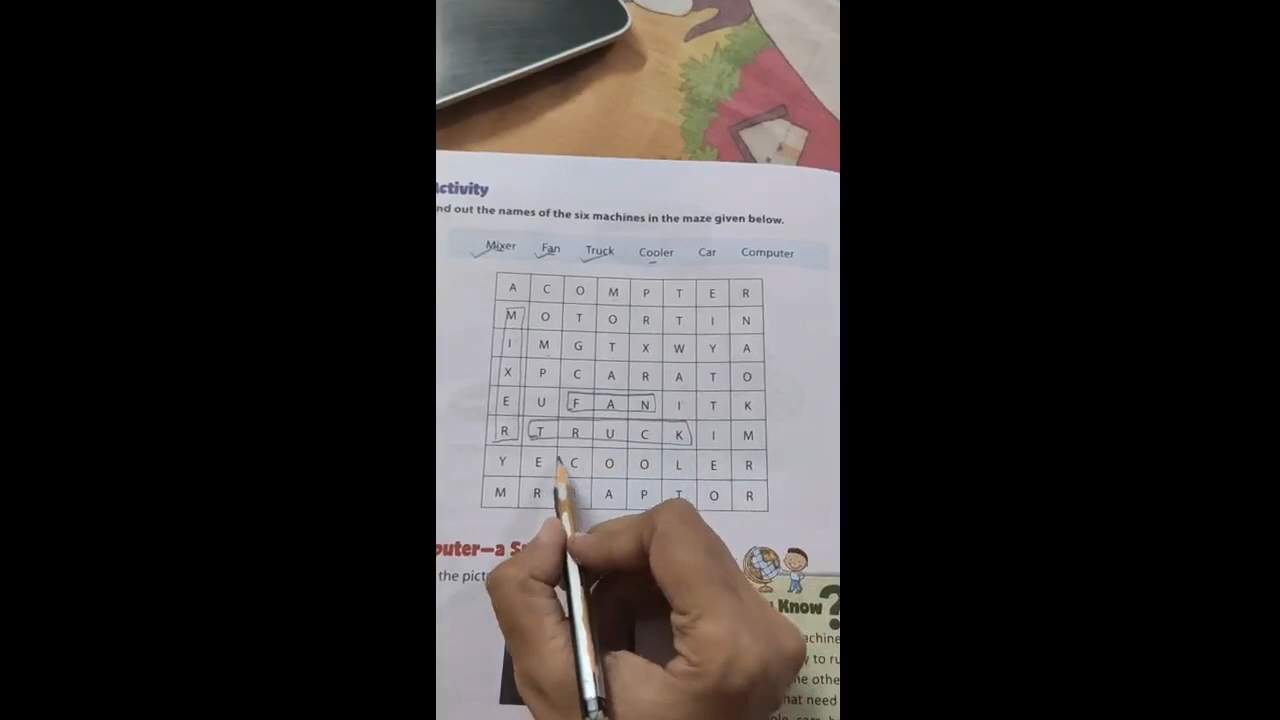 Activity
nd out the names of the six machines in the maze given below.
Mixer Fan Truck Cooler Car Computer
A C O M P T E R
M O T O R T I N
I M G T X W Y A
X P C A R A T O
E U F A N I T K
R T R U C K I M
Y E C O O L E R
M R A P T O R
puter—a
the pict
Know?
achine
y to ru
he othe
hat need